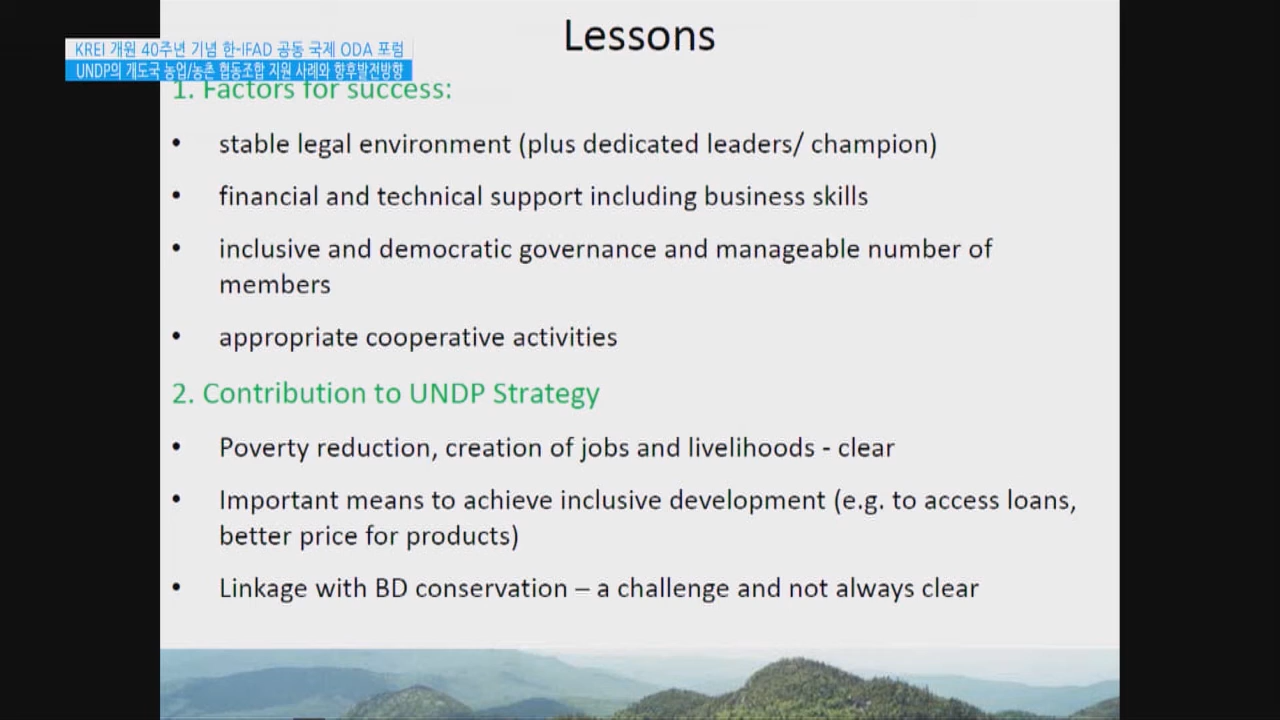 Lessons
KREI 개원 40주년 기념 한-IFAD 공동 국제 ODA 포럼
UNDP의 개도국 농업/농촌 협동조합 지원 사례와 향후발전방향
1. Factors for success:
• stable legal environment (plus dedicated leaders/ champion)
• financial and technical support including business skills
• inclusive and democratic governance and manageable number of
members
• appropriate cooperative activities
2. Contribution to UNDP Strategy
• Poverty reduction, creation of jobs and livelihoods - clear
• Important means to achieve inclusive development (e.g. to access loans,
better price for products)
• Linkage with BD conservation – a challenge and not always clear